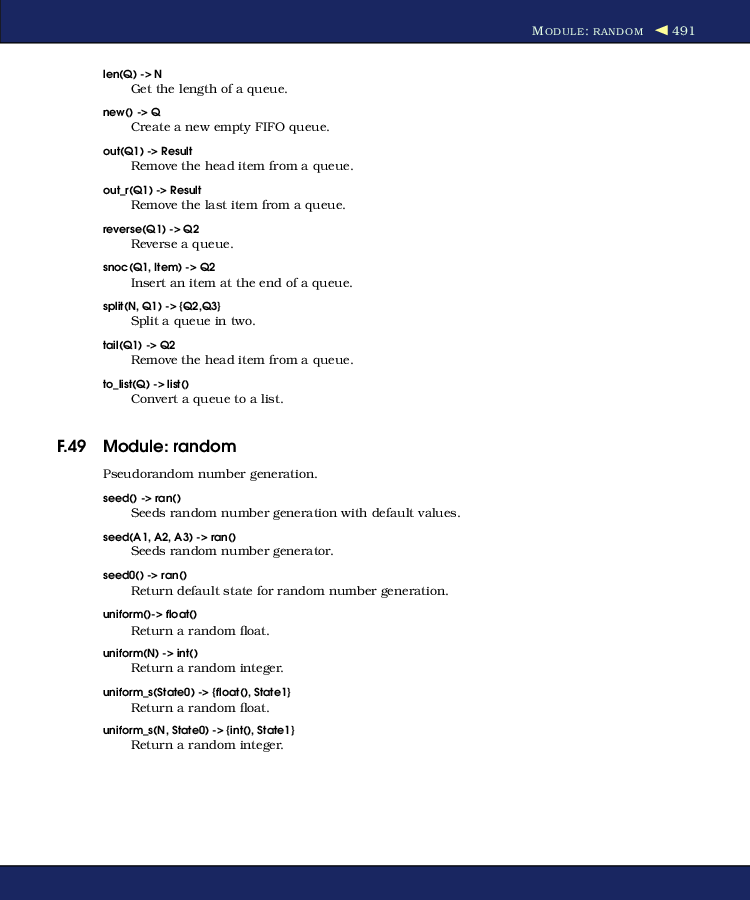 MODULE: RANDOM ◄ 491
len(Q) -> N
Get the length of a queue.
new() -> Q
Create a new empty FIFO queue.
out(Q1) -> Result
Remove the head item from a queue.
out_r(Q1) -> Result
Remove the last item from a queue.
reverse(Q1) -> Q2
Reverse a queue.
snoc(Q1, Item) -> Q2
Insert an item at the end of a queue.
split(N, Q1) -> {Q2,Q3}
Split a queue in two.
tail(Q1) -> Q2
Remove the head item from a queue.
to_list(Q) -> list()
Convert a queue to a list.
F.49 Module: random
Pseudorandom number generation.
seed() -> ran()
Seeds random number generation with default values.
seed(A1, A2, A3) -> ran()
Seeds random number generator.
seed0() -> ran()
Return default state for random number generation.
uniform()-> float()
Return a random float.
uniform(N) -> int()
Return a random integer.
uniform_s(State0) -> {float(), State1}
Return a random float.
uniform_s(N, State0) -> {int(), State1}
Return a random integer.